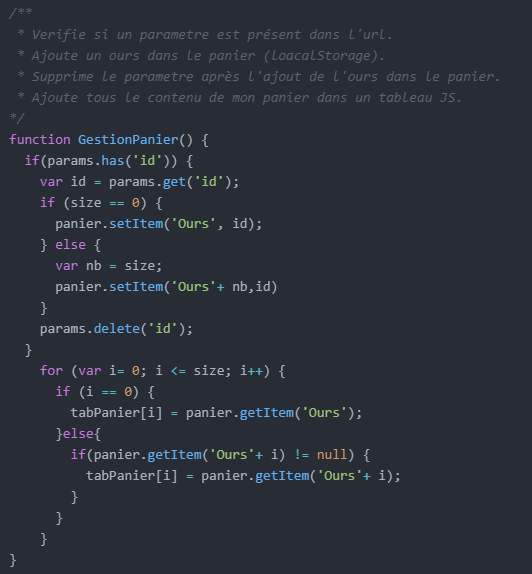 /**
 * Verifie si un parametre est présent dans l'url.
 * Ajoute un ours dans le panier (loacalStorage).
 * Supprime le parametre après l'ajout de l'ours dans le panier.
 * Ajoute tous le contenu de mon panier dans un tableau JS.
*/
function GestionPanier() {
  if(params.has('id')) {
    var id = params.get('id');
    if (size == 0) {
      panier.setItem('Ours', id);
    } else {
      var nb = size;
      panier.setItem('Ours'+ nb,id)
    }
    params.delete('id');
  }
    for (var i= 0; i <= size; i++) {
      if (i == 0) {
        tabPanier[i] = panier.getItem('Ours');
      }else{
        if(panier.getItem('Ours'+ i) != null) {
          tabPanier[i] = panier.getItem('Ours'+ i);
        }
      }
    }
}